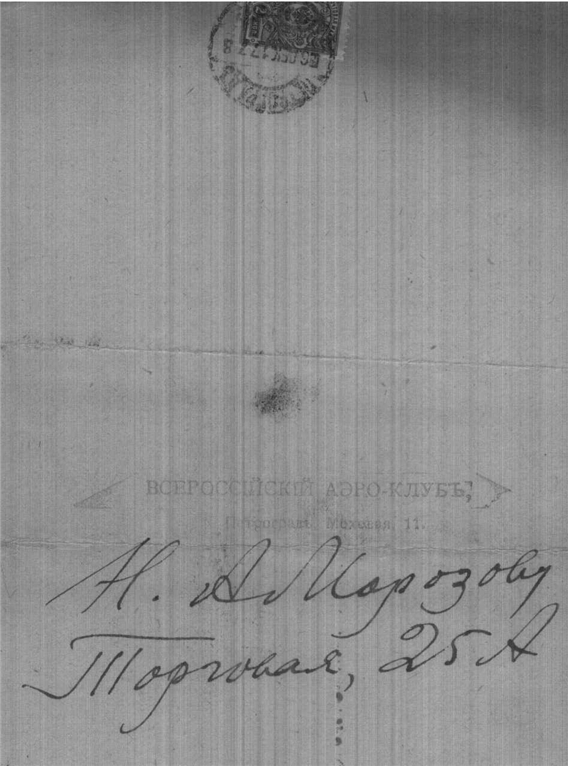 ВСЕРОССІЙСКІЙ АЭРО-КЛУБЪ,
Петроградъ, Моховая, 11.
Н. А Морозову
Торговая, 25 А